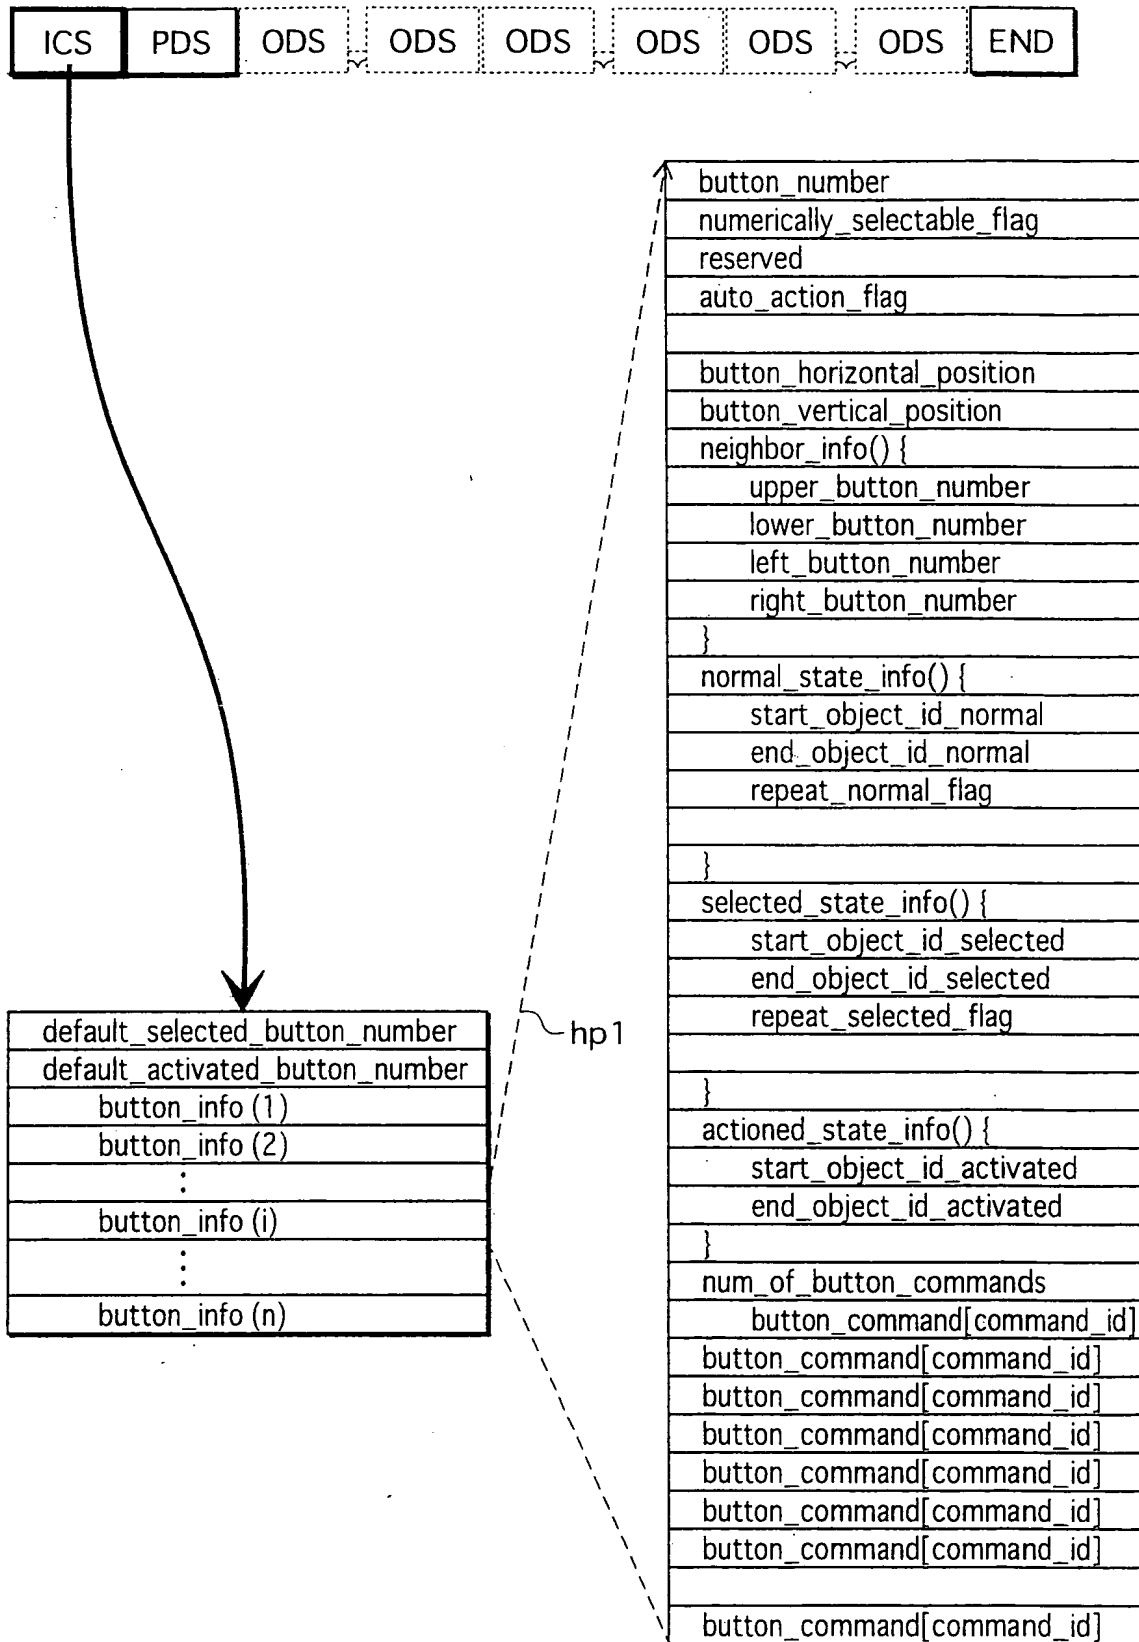 ICS PDS ODS ODS ODS ODS ODS ODS END
button_number
numerically_selectable_flag
reserved
auto_action_flag
button_horizontal_position
button_vertical_position
neighbor_info() {
upper_button_number
lower_button_number
left_button_number
right_button_number
}
normal_state_info() {
start_object_id_normal
end_object_id_normal
repeat_normal_flag
}
selected_state_info() {
start_object_id_selected
end_object_id_selected
repeat_selected_flag
}
actioned_state_info() {
start_object_id_activated
end_object_id_activated
}
num_of_button_commands
button_command[command_id]
button_command[command_id]
button_command[command_id]
button_command[command_id]
button_command[command_id]
button_command[command_id]
button_command[command_id]
button_command[command_id]
hp1
default_selected_button_number
default_activated_button_number
button_info (1)
button_info (2)
⋮
button_info (i)
⋮
button_info (n)